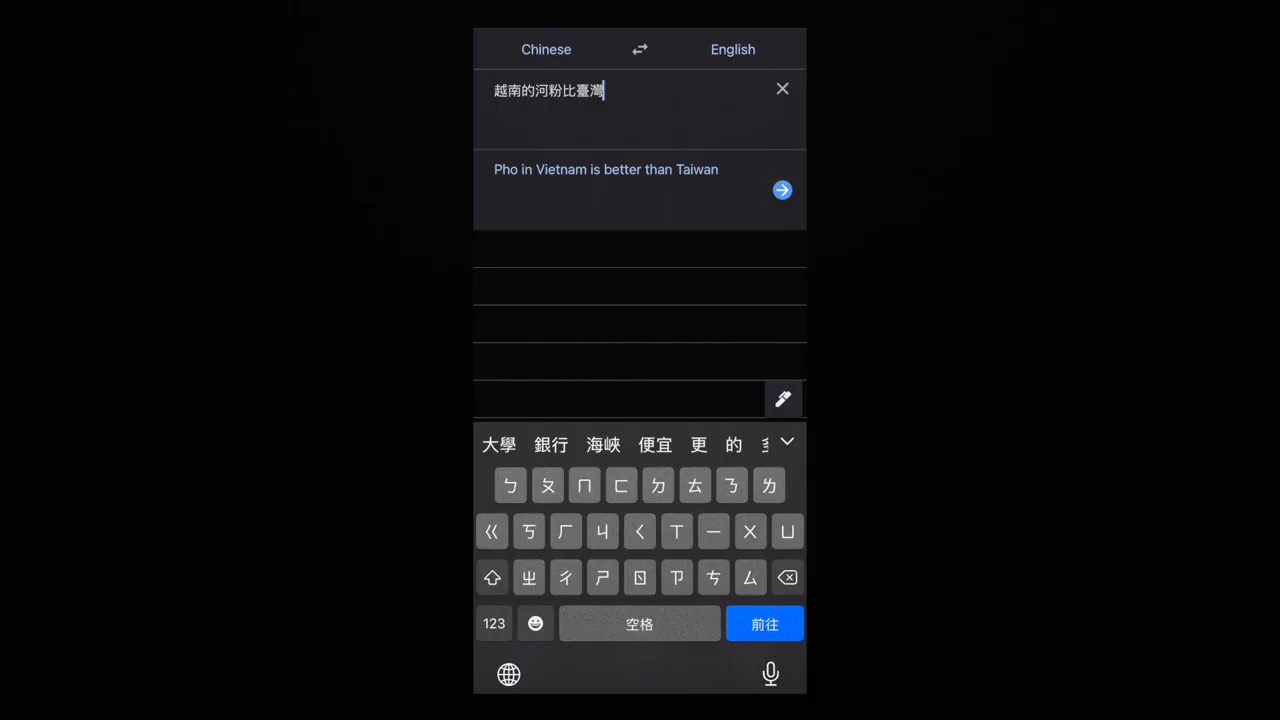 Chinese English
越南的河粉比臺灣
Pho in Vietnam is better than Taiwan
大學 銀行 海峽 便宜 更 的
ㄅ ㄆ ㄇ ㄈ ㄉ ㄊ ㄋ ㄌ
ㄍ ㄎ ㄏ ㄐ ㄑ ㄒ ㄧ ㄨ ㄩ
ㄓ ㄔ ㄕ ㄖ ㄗ ㄘ ㄙ
123 空格 前往